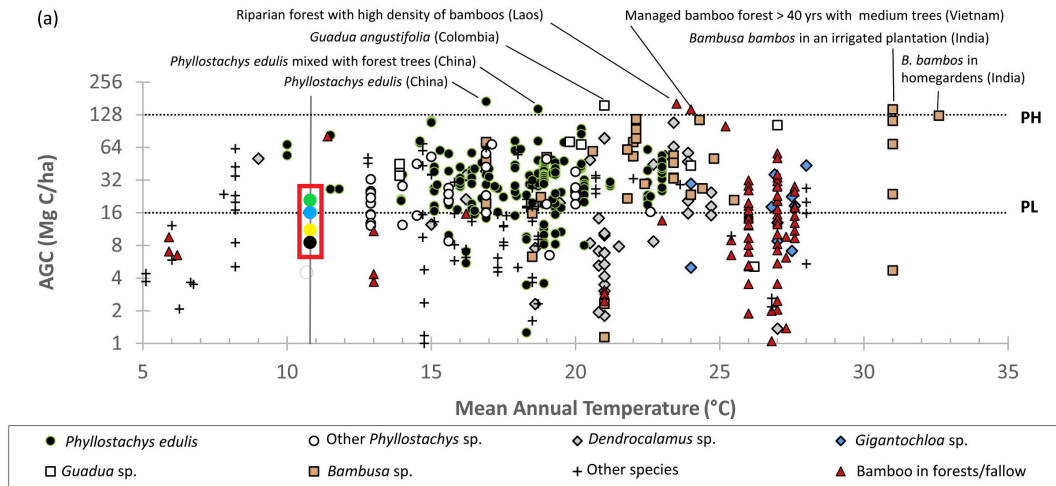 (a)
Riparian forest with high density of bamboos (Laos)
Managed bamboo forest > 40 yrs with medium trees (Vietnam)
Guadua angustifolia (Colombia)
Bambusa bambos in an irrigated plantation (India)
Phyllostachys edulis mixed with forest trees (China)
B. bambos in
homegardens (India)
Phyllostachys edulis (China)
256
128
64
32
16
8
4
2
1
PH
PL
AGC (Mg C/ha)
5 10 15 20 25 30
Mean Annual Temperature (°C)
Phyllostachys edulis Other Phyllostachys sp. Dendrocalamus sp. Gigantochloa sp.
Guadua sp. Bambusa sp. Other species Bamboo in forests/fallow